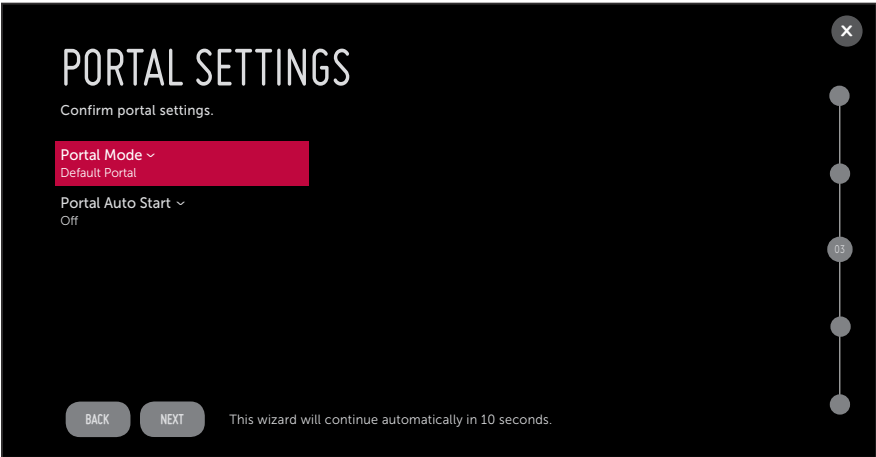 X
PORTAL SETTINGS
Confirm portal settings.
Portal Mode
Default Portal
Portal Auto Start
Off
03
BACK NEXT This wizard will continue automatically in 10 seconds.